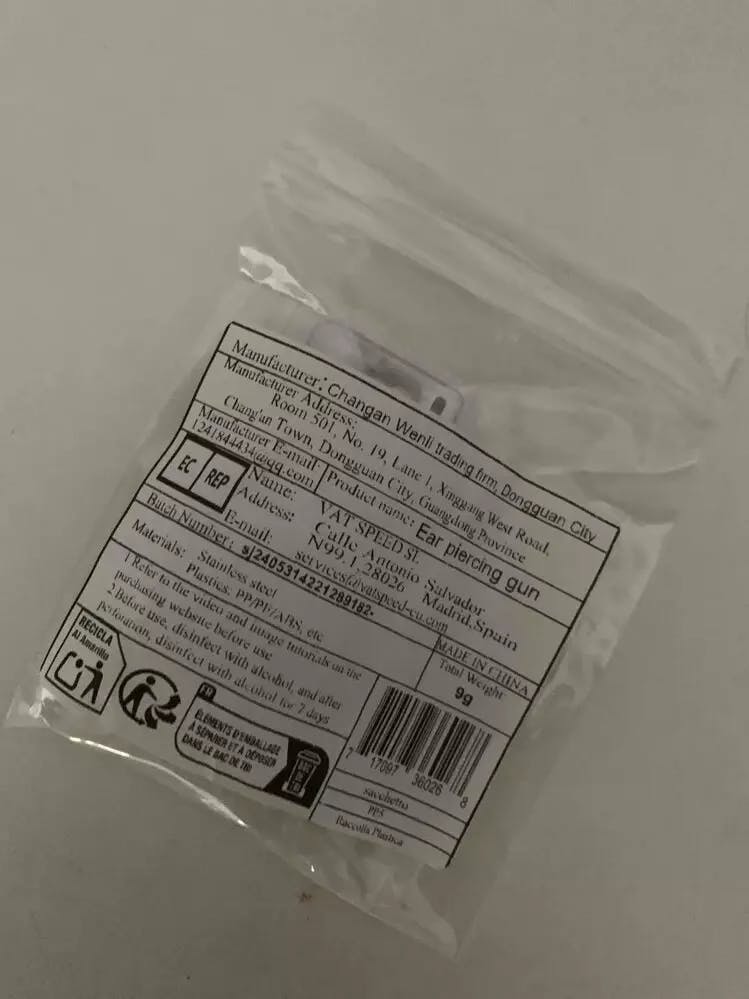 Manufacturer: Changan Wenli trading firm, Dongguan City
Manufacturer Address:
Room 501, No. 19, Lane 1, Xinggang West Road,
Chang'an Town, Dongguan City, Guangdong Province
Manufacturer E-mail:
1241844434@qq.com
Product name: Ear piercing gun
EC REP
Name: VAT SPEED SL
Address: Calle Antonio Salvador
N99, 1,28026 Madrid,Spain
E-mail: services@vatspeed-eu.com
Batch Number: sj2405314221289182-
Materials: Stainless steel
Plastics, PP/PE/ABS, etc
MADE IN CHINA
Total Weight
9g
1 Refer to the video and image tutorials on the
purchasing website before use
2.Before use, disinfect with alcohol, and after
perforation, disinfect with alcohol for 7 days
RECICLA
Al Amarillo
FR
ÉLÉMENTS D'EMBALLAGE
À SÉPARER ET À DÉPOSER
DANS LE BAC DE TRI
BAC DE TRI
7 17097 36026 8
sacchetto
PP5
Raccolta Plastica